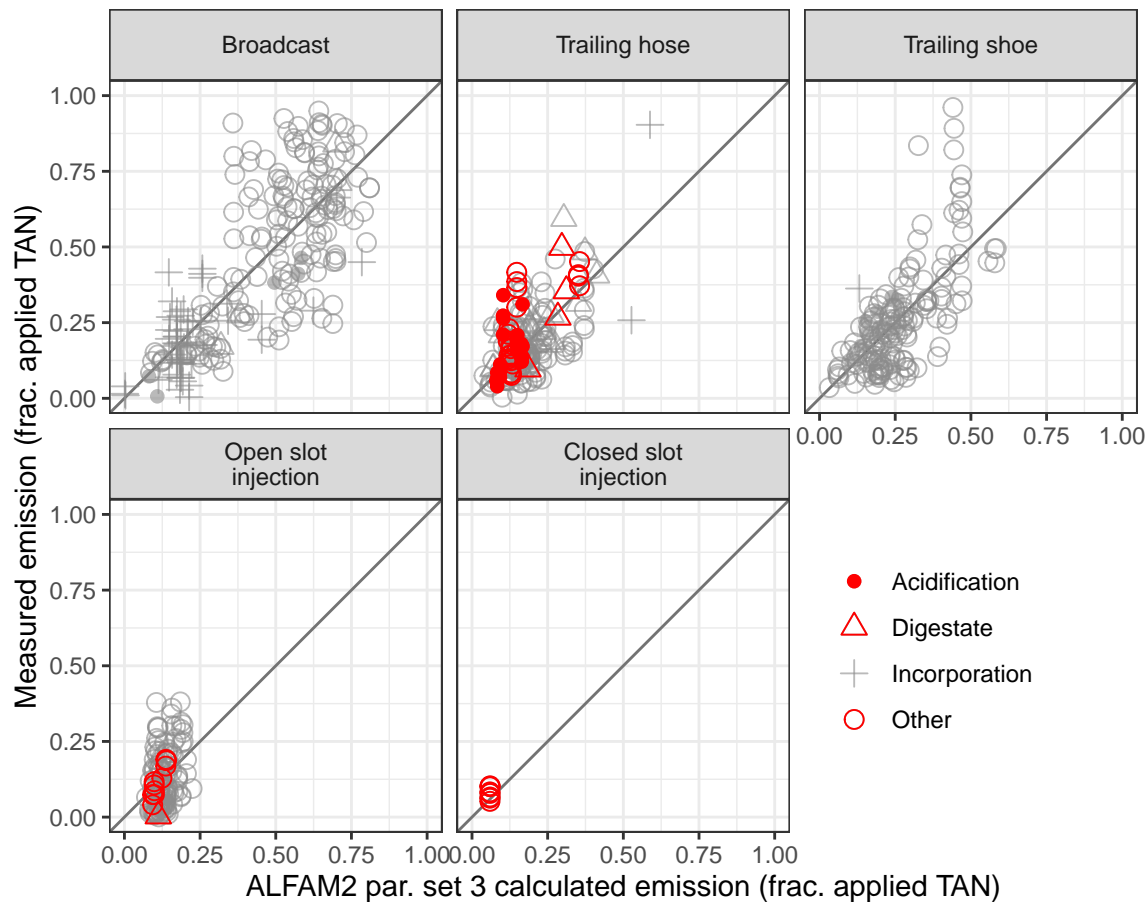 Broadcast
Trailing hose
Trailing shoe
Measured emission (frac. applied TAN)
1.00
0.75
0.50
0.25
0.00
0.00 0.25 0.50 0.75 1.00
Open slot
injection
Closed slot
injection
1.00
0.75
0.50
0.25
0.00
0.00 0.25 0.50 0.75 1.00
0.00 0.25 0.50 0.75 1.00
Acidification
Digestate
Incorporation
Other
ALFAM2 par. set 3 calculated emission (frac. applied TAN)